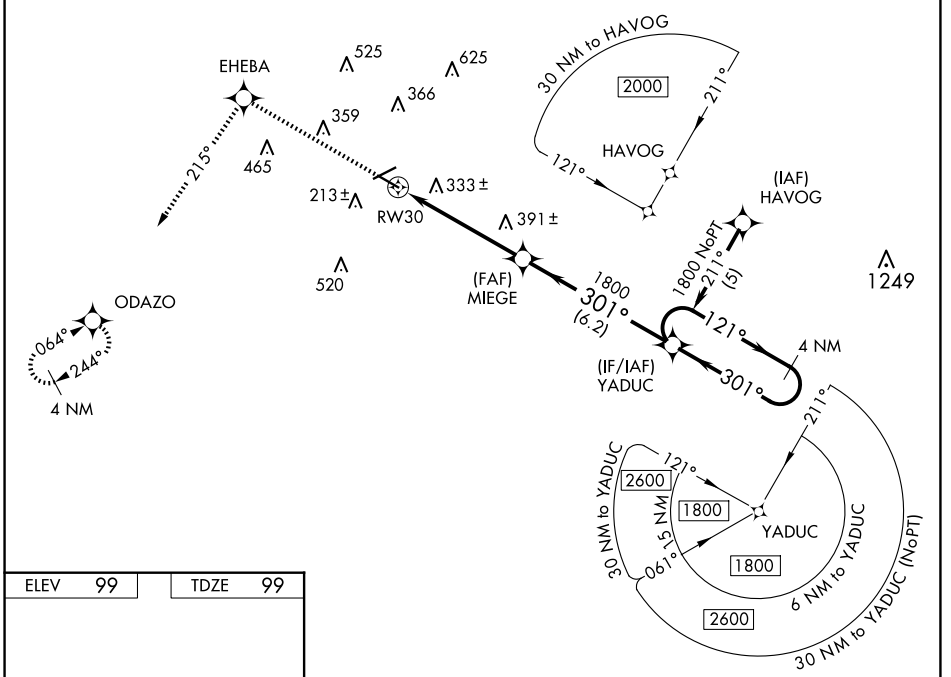 EHEBA
525
625
366
359
465
213±
333±
RW30
391±
520
215°
ODAZO
064°
244°
4 NM
30 NM to HAVOG
2000
211°
121°
HAVOG
(IAF)
HAVOG
1800 NoPT
211°
(5)
1249
(FAF)
MIEGE
1800
301°
(6.2)
121°
4 NM
301°
(IF/IAF)
YADUC
211°
30 NM to YADUC
121°
2600
15 NM
1800
061°
YADUC
1800
6 NM to YADUC
2600
30 NM to YADUC (NoPT)
ELEV 99
TDZE 99